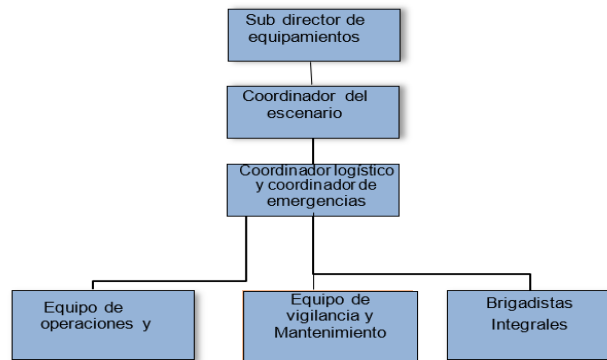 Sub director de
equipamientos
Coordinador del
escenario
Coordinador logístico
y coordinador de
emergencias
Equipo de
operaciones y
Equipo de
vigilancia y
Mantenimiento
Brigadistas
Integrales